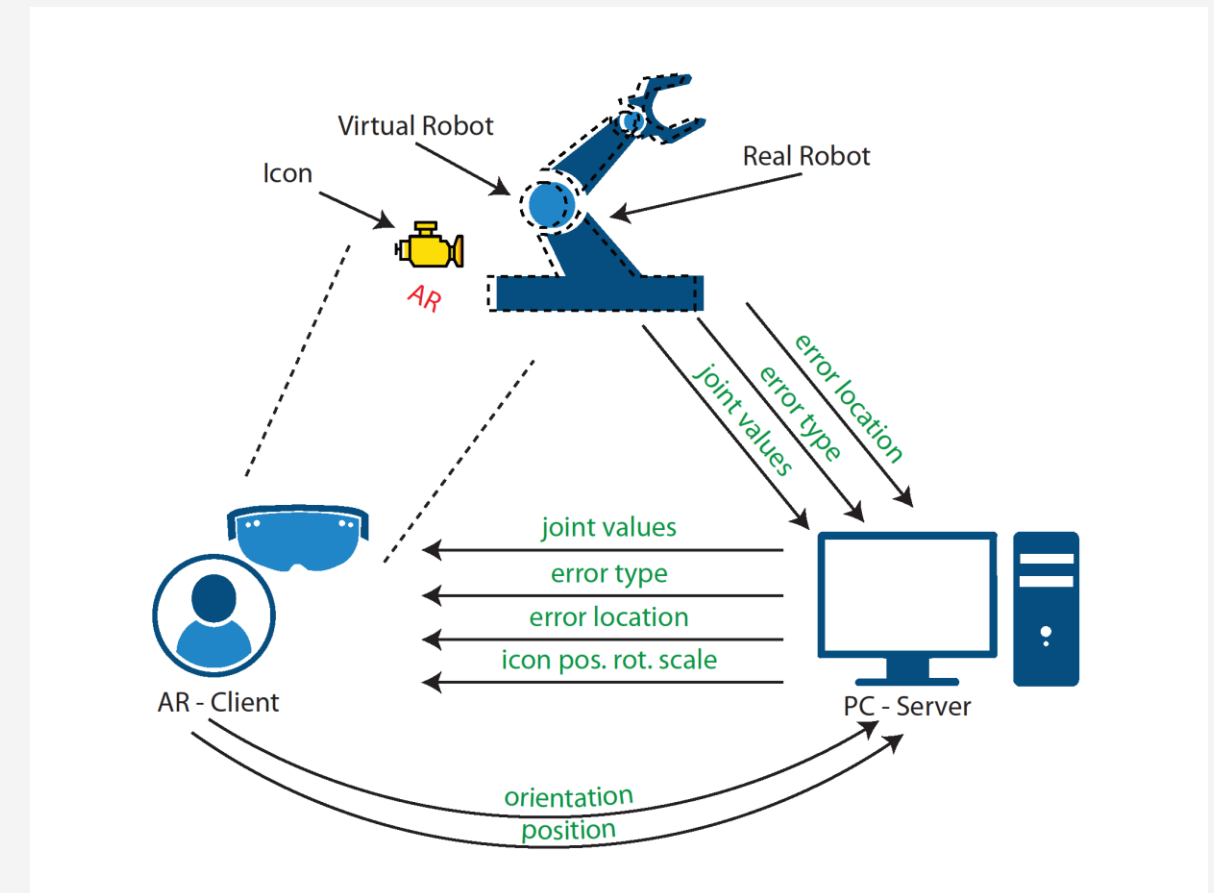 Virtual Robot
Real Robot
Icon
AR
error location
error type
joint values
joint values
error type
error location
icon pos. rot. scale
AR - Client
PC - Server
orientation
position